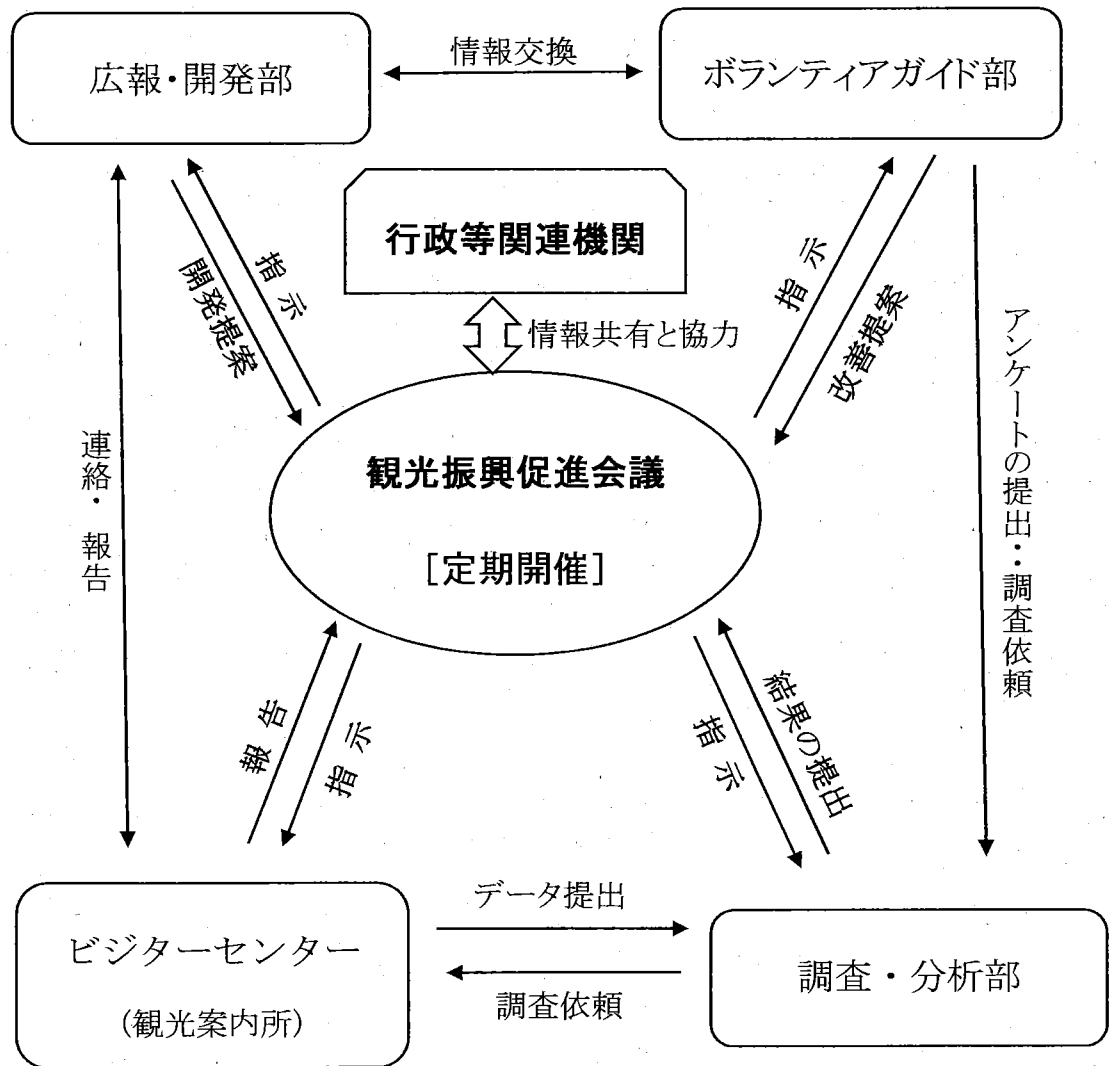 情報交換
広報・開発部
ボランティアガイド部
行政等関連機関
指示
開発提案
情報共有と協力
指示
改善提案
観光振興促進会議
[定期開催]
連絡・報告
アンケートの提出・・調査依頼
報告
指示
指示
結果の提出
データ提出
ビジターセンター
(観光案内所)
調査・分析部
調査依頼